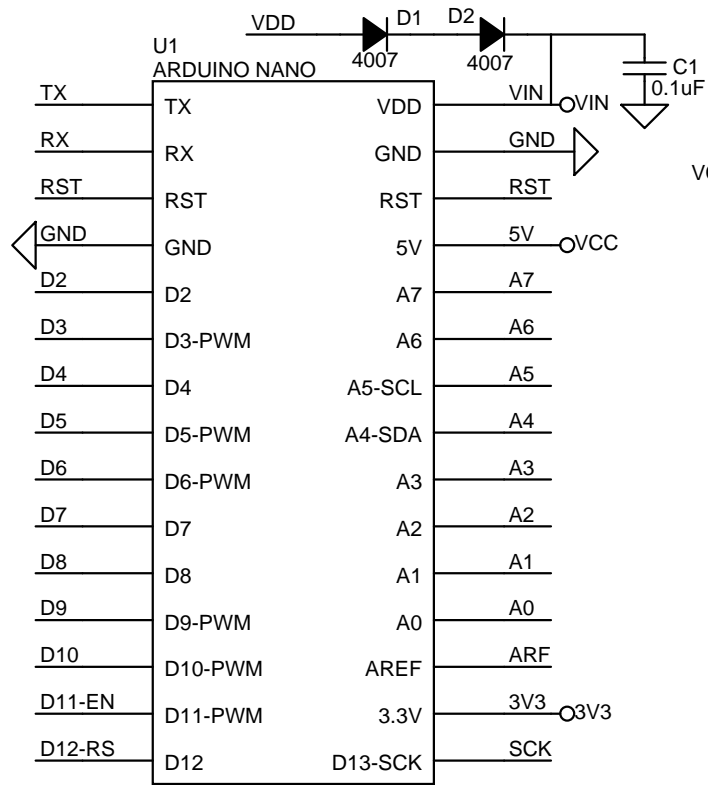 VDD D1 D2
U1 4007 4007
ARDUINO NANO C1
0.1uF
TX TX VDD VIN VIN
RX RX GND GND
RST RST RST RST
GND GND 5V 5V VCC
D2 D2 A7 A7
D3 D3-PWM A6 A6
D4 D4 A5-SCL A5
D5 D5-PWM A4-SDA A4
D6 D6-PWM A3 A3
D7 D7 A2 A2
D8 D8 A1 A1
D9 D9-PWM A0 A0
D10 D10-PWM AREF ARF
D11-EN D11-PWM 3.3V 3V3 3V3
D12-RS D12 D13-SCK SCK